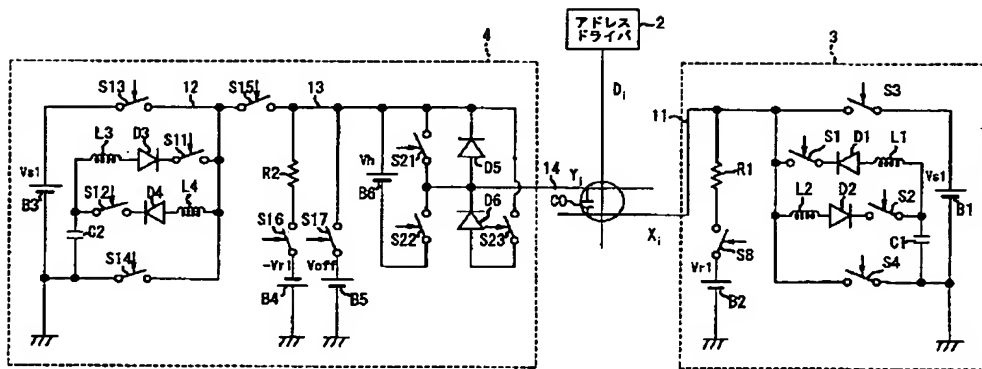 アドレス
ドライバ
2
4
3
Di
S13
12
S15
13
S3
11
L3
D3
S11
S1
D1
L1
Vs1
B3
S12
D4
L4
C2
S14
R2
S16
-Vr1
B4
S17
Voff
B5
Vh
B6
S21
S22
D5
D6
S23
14
Yi
C0
Xi
R1
S8
Vr1
B2
L2
D2
S2
C1
S4
Vs1
B1